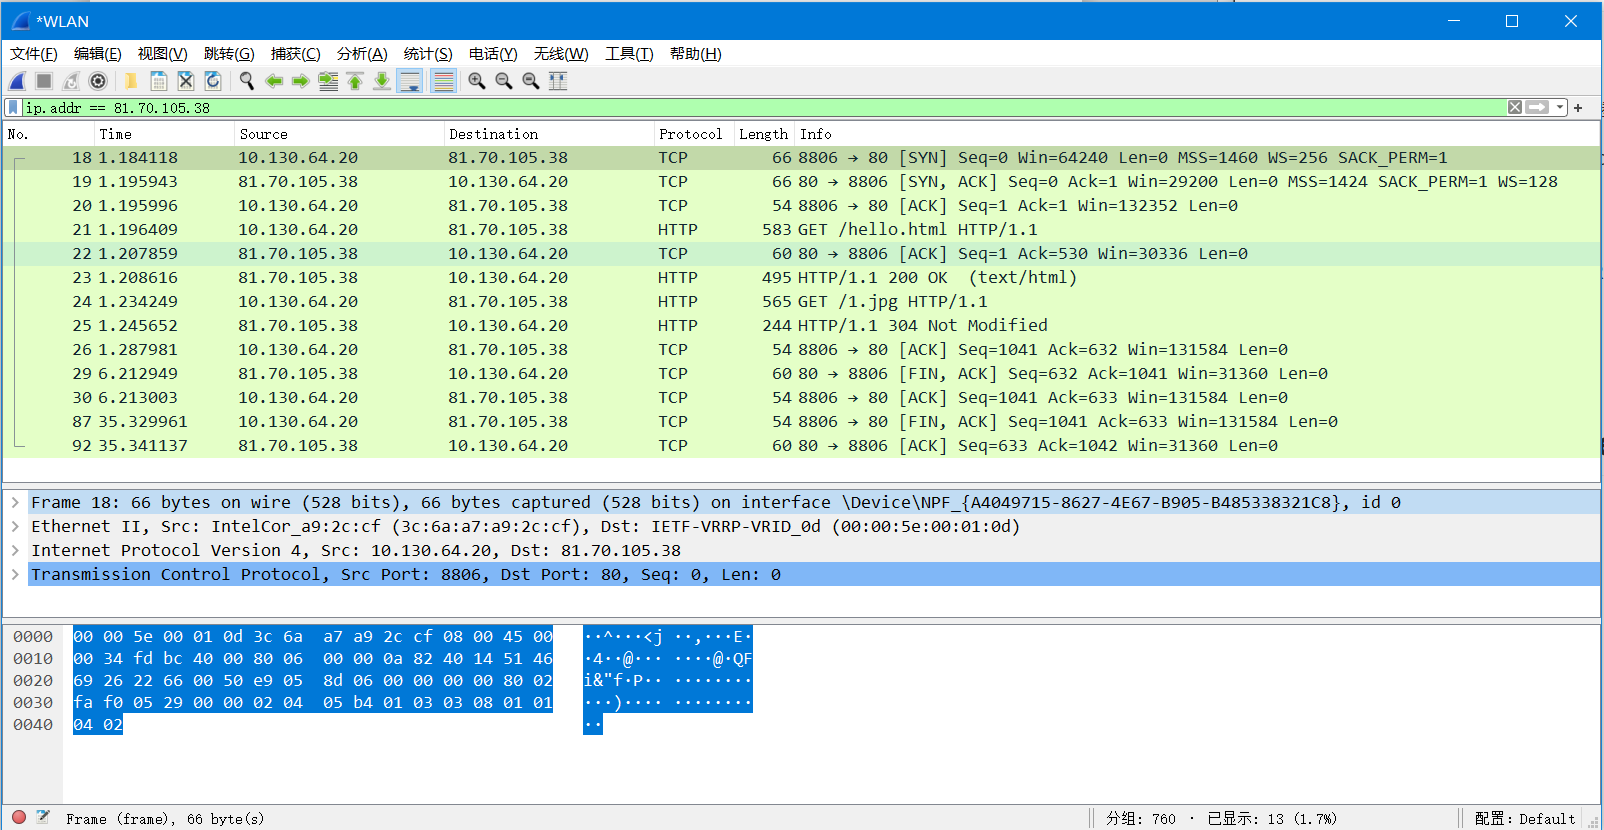 *WLAN
文件(F) 编辑(E) 视图(V) 跳转(G) 捕获(C) 分析(A) 统计(S) 电话(Y) 无线(W) 工具(T) 帮助(H)
ip.addr == 81.70.105.38
No. Time Source Destination Protocol Length Info
18 1.184118 10.130.64.20 81.70.105.38 TCP 66 8806 → 80 [SYN] Seq=0 Win=64240 Len=0 MSS=1460 WS=256 SACK_PERM=1
19 1.195943 81.70.105.38 10.130.64.20 TCP 66 80 → 8806 [SYN, ACK] Seq=0 Ack=1 Win=29200 Len=0 MSS=1424 SACK_PERM=1 WS=128
20 1.195996 10.130.64.20 81.70.105.38 TCP 54 8806 → 80 [ACK] Seq=1 Ack=1 Win=132352 Len=0
21 1.196409 10.130.64.20 81.70.105.38 HTTP 583 GET /hello.html HTTP/1.1
22 1.207859 81.70.105.38 10.130.64.20 TCP 60 80 → 8806 [ACK] Seq=1 Ack=530 Win=30336 Len=0
23 1.208616 81.70.105.38 10.130.64.20 HTTP 495 HTTP/1.1 200 OK  (text/html)
24 1.234249 10.130.64.20 81.70.105.38 HTTP 565 GET /1.jpg HTTP/1.1
25 1.245652 81.70.105.38 10.130.64.20 HTTP 244 HTTP/1.1 304 Not Modified
26 1.287981 10.130.64.20 81.70.105.38 TCP 54 8806 → 80 [ACK] Seq=1041 Ack=632 Win=131584 Len=0
29 6.212949 81.70.105.38 10.130.64.20 TCP 60 80 → 8806 [FIN, ACK] Seq=632 Ack=1041 Win=31360 Len=0
30 6.213003 10.130.64.20 81.70.105.38 TCP 54 8806 → 80 [ACK] Seq=1041 Ack=633 Win=131584 Len=0
87 35.329961 10.130.64.20 81.70.105.38 TCP 54 8806 → 80 [FIN, ACK] Seq=1041 Ack=633 Win=131584 Len=0
92 35.341137 81.70.105.38 10.130.64.20 TCP 60 80 → 8806 [ACK] Seq=633 Ack=1042 Win=31360 Len=0
Frame 18: 66 bytes on wire (528 bits), 66 bytes captured (528 bits) on interface \Device\NPF_{A4049715-8627-4E67-B905-B485338321C8}, id 0
Ethernet II, Src: IntelCor_a9:2c:cf (3c:6a:a7:a9:2c:cf), Dst: IETF-VRRP-VRID_0d (00:00:5e:00:01:0d)
Internet Protocol Version 4, Src: 10.130.64.20, Dst: 81.70.105.38
Transmission Control Protocol, Src Port: 8806, Dst Port: 80, Seq: 0, Len: 0
0000 00 00 5e 00 01 0d 3c 6a a7 a9 2c cf 08 00 45 00 ··^···<j ··,···E·
0010 00 34 fd bc 40 00 80 06 00 00 0a 82 40 14 51 46 ·4··@··· ····@·QF
0020 69 26 22 66 00 50 e9 05 8d 06 00 00 00 00 80 02 i&"f·P·· ········
0030 fa f0 05 29 00 00 02 04 05 b4 01 03 03 08 01 01 ···)···· ········
0040 04 02 ··
Frame (frame), 66 byte(s) 分组: 760 · 已显示: 13 (1.7%) 配置: Default